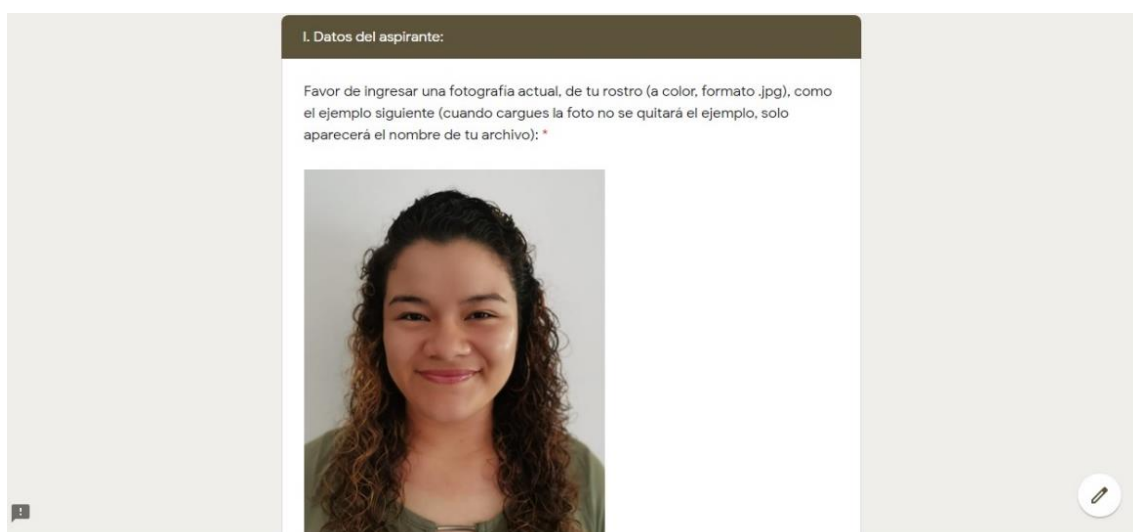 I. Datos del aspirante:
Favor de ingresar una fotografía actual, de tu rostro (a color, formato .jpg), como
el ejemplo siguiente (cuando cargues la foto no se quitará el ejemplo, solo
aparecerá el nombre de tu archivo): *